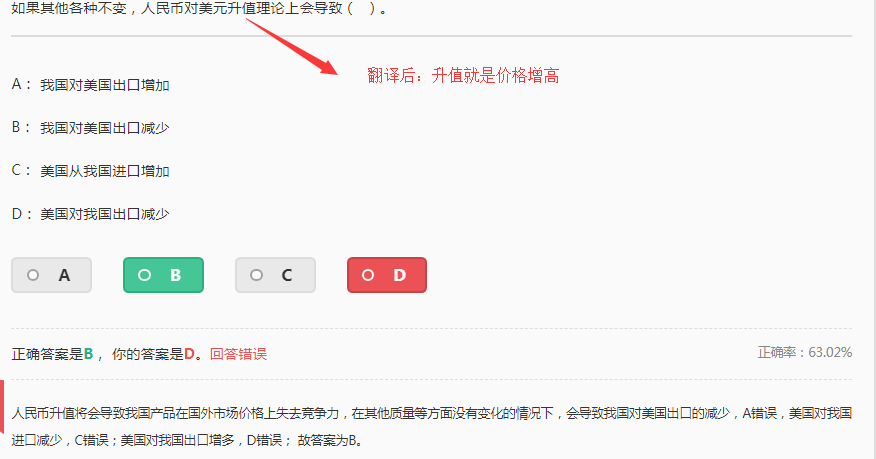 如果其他各种不变，人民币对美元升值理论上会导致（　）。
翻译后：升值就是价格增高
A： 我国对美国出口增加
B： 我国对美国出口减少
C： 美国从我国进口增加
D： 美国对我国出口减少
A B C D
正确答案是B， 你的答案是D。回答错误 正确率：63.02%
人民币升值将会导致我国产品在国外市场价格上失去竞争力，在其他质量等方面没有变化的情况下，会导致我国对美国出口的减少，A错误，美国对我国
进口减少，C错误；美国对我国出口增多，D错误； 故答案为B。